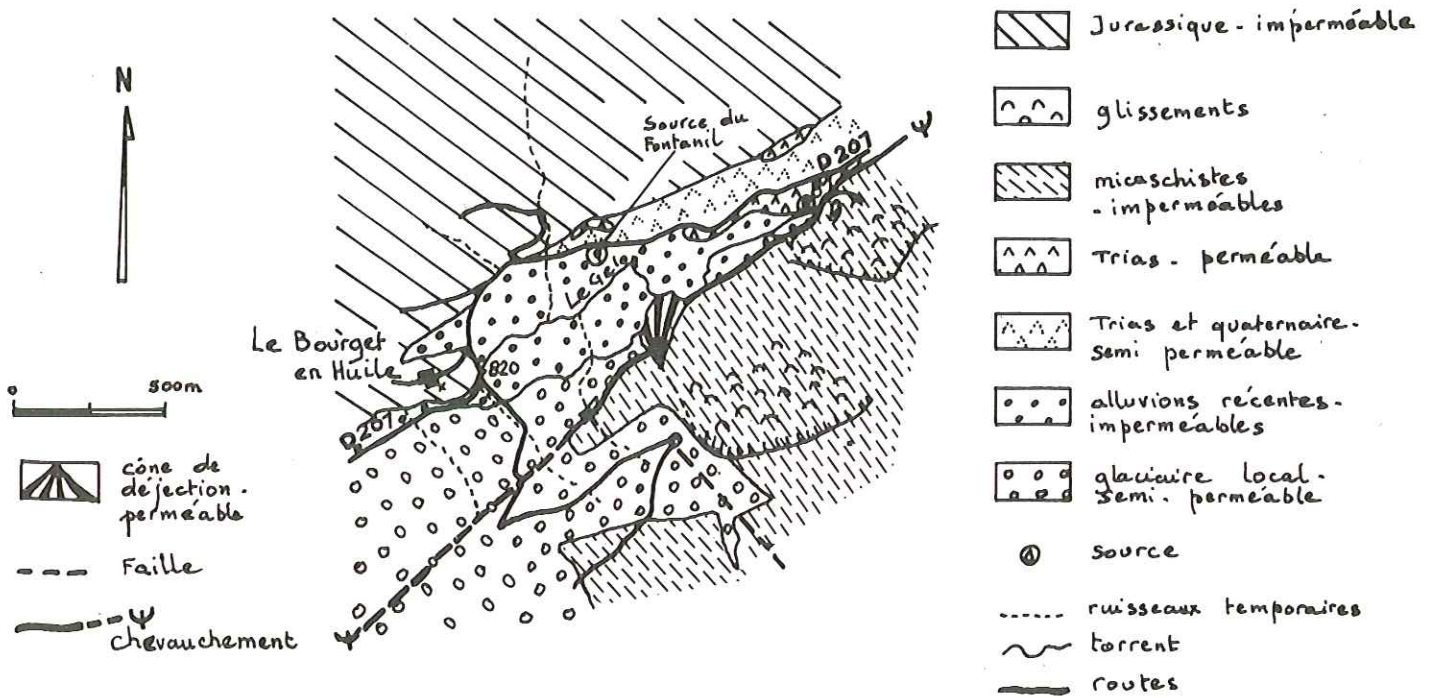 N
Source du
Fontanil
D 207
Ψ
Le Gelon
Le Bourget
en Huile
820
D 207
Ψ
0 500m
cône de
déjection -
perméable
Faille
Ψ
chevauchement
Jurassique - imperméable
glissements
micaschistes
- imperméables
Trias - perméable
Trias et quaternaire -
semi perméable
alluvions récentes -
imperméables
glaciaire local -
semi - perméable
source
ruisseaux temporaires
torrent
routes